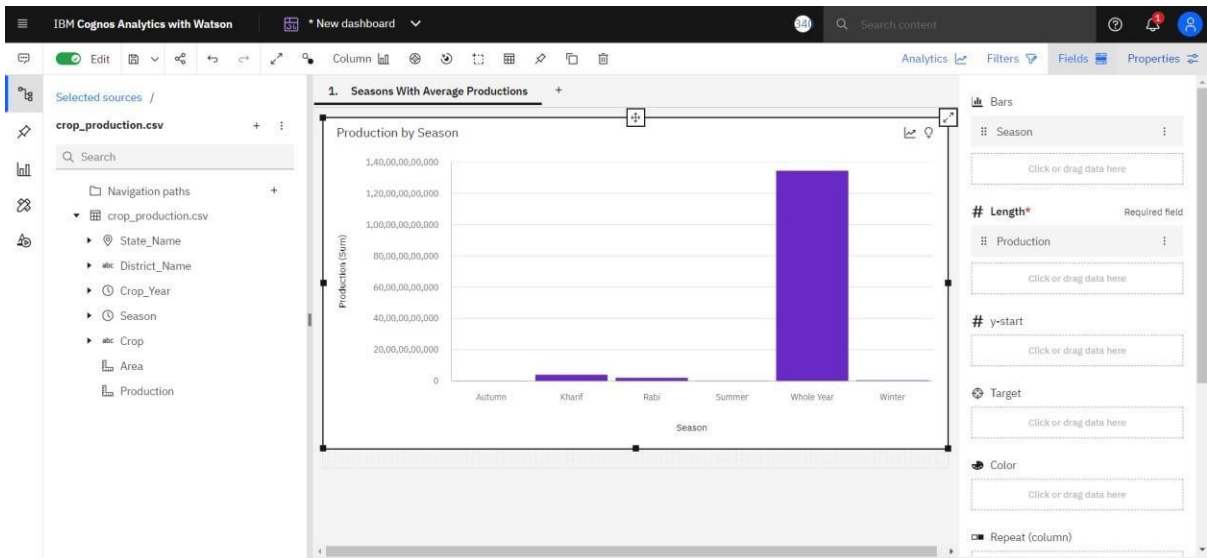 IBM Cognos Analytics with Watson
* New dashboard
Search content
Edit
Column
Analytics
Filters
Fields
Properties
Selected sources /
crop_production.csv
Search
Navigation paths
crop_production.csv
State_Name
abc District_Name
Crop_Year
Season
abc Crop
Area
Production
1. Seasons With Average Productions
Production by Season
Production (Sum)
1,40,00,00,00,000
1,20,00,00,00,000
1,00,00,00,00,000
80,00,00,00,000
60,00,00,00,000
40,00,00,00,000
20,00,00,00,000
0
Autumn Kharif Rabi Summer Whole Year Winter
Season
Bars
Season
Click or drag data here
# Length* Required field
Production
Click or drag data here
# y-start
Click or drag data here
Target
Click or drag data here
Color
Click or drag data here
Repeat (column)